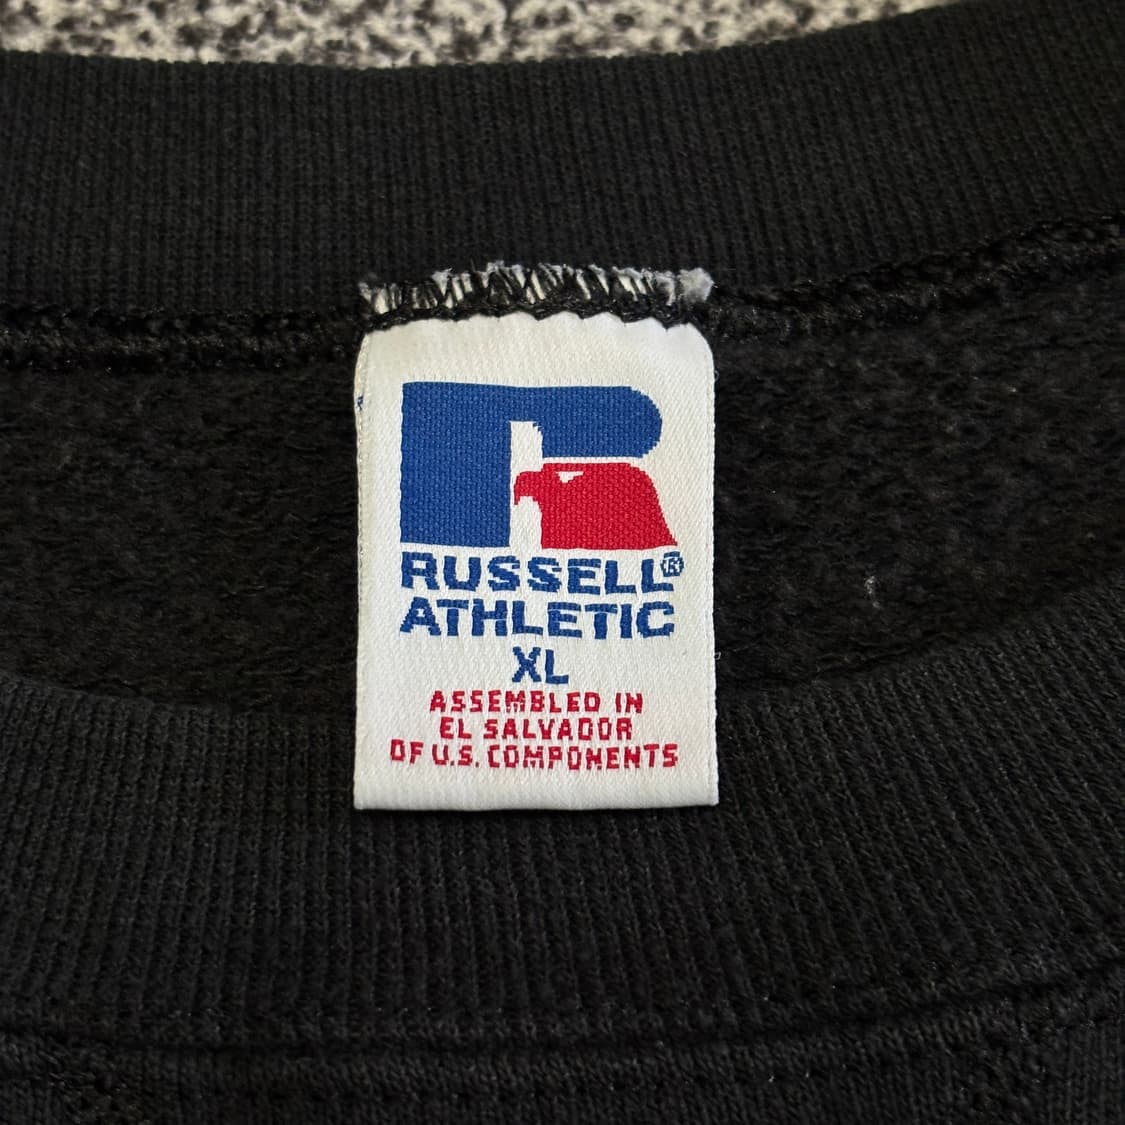 RUSSELL®
ATHLETIC
XL
ASSEMBLED IN
EL SALVADOR
OF U.S. COMPONENTS